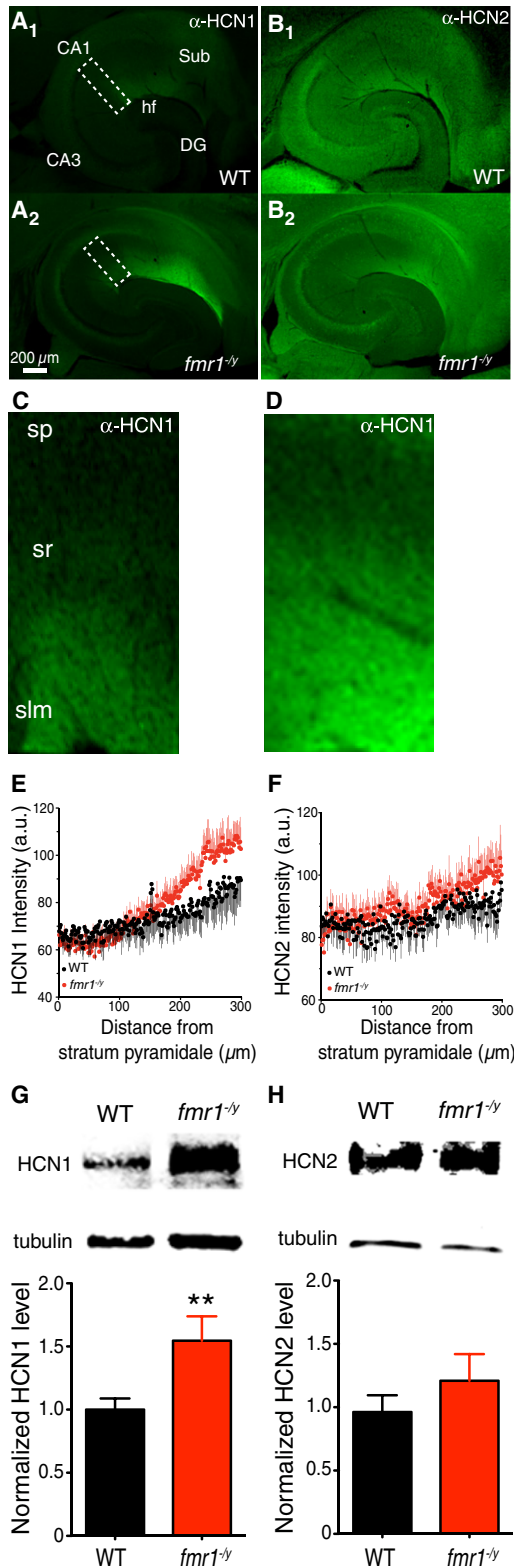 A1 α-HCN1
CA1
Sub
hf
DG
CA3
WT
A2
200 µm
fmr1-/y
B1 α-HCN2
WT
B2
fmr1-/y
C
α-HCN1
sp
sr
slm
D
α-HCN1
E
HCN1 Intensity (a.u.)
120
100
80
60
40
WT
fmr1-/y
0 100 200 300
Distance from
stratum pyramidale (µm)
F
HCN2 intensity (a.u.)
120
100
80
60
WT
fmr1-/y
0 100 200 300
Distance from
stratum pyramidale (µm)
G
WT fmr1-/y
HCN1
tubulin
Normalized HCN1 level
2.0
1.5
1.0
0.5
0
**
WT fmr1-/y
H
WT fmr1-/y
HCN2
tubulin
Normalized HCN2 level
2.0
1.5
1.0
0.5
0
WT fmr1-/y